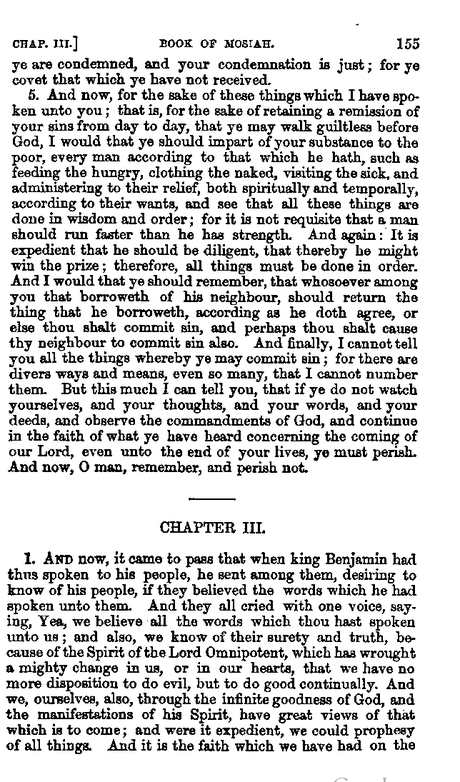 CHAP. III.] BOOK OF MOSIAH. 155
ye are condemned, and your condemnation is just; for ye
covet that which ye have not received.
5. And now, for the sake of these things which I have spo-
ken unto you; that is, for the sake of retaining a remission of
your sins from day to day, that ye may walk guiltless before
God, I would that ye should impart of your substance to the
poor, every man according to that which he hath, such as
feeding the hungry, clothing the naked, visiting the sick, and
administering to their relief, both spiritually and temporally,
according to their wants, and see that all these things are
done in wisdom and order; for it is not requisite that a man
should run faster than he has strength. And again: It is
expedient that he should be diligent, that thereby he might
win the prize; therefore, all things must be done in order.
And I would that ye should remember, that whosoever among
you that borroweth of his neighbour, should return the
thing that he borroweth, according as he doth agree, or
else thou shalt commit sin, and perhaps thou shalt cause
thy neighbour to commit sin also. And finally, I cannot tell
you all the things whereby ye may commit sin; for there are
divers ways and means, even so many, that I cannot number
them. But this much I can tell you, that if ye do not watch
yourselves, and your thoughts, and your words, and your
deeds, and observe the commandments of God, and continue
in the faith of what ye have heard concerning the coming of
our Lord, even unto the end of your lives, ye must perish.
And now, O man, remember, and perish not.
CHAPTER III.
1. AND now, it came to pass that when king Benjamin had
thus spoken to his people, he sent among them, desiring to
know of his people, if they believed the words which he had
spoken unto them. And they all cried with one voice, say-
ing, Yea, we believe all the words which thou hast spoken
unto us; and also, we know of their surety and truth, be-
cause of the Spirit of the Lord Omnipotent, which has wrought
a mighty change in us, or in our hearts, that we have no
more disposition to do evil, but to do good continually. And
we, ourselves, also, through the infinite goodness of God, and
the manifestations of his Spirit, have great views of that
which is to come; and were it expedient, we could prophesy
of all things. And it is the faith which we have had on the